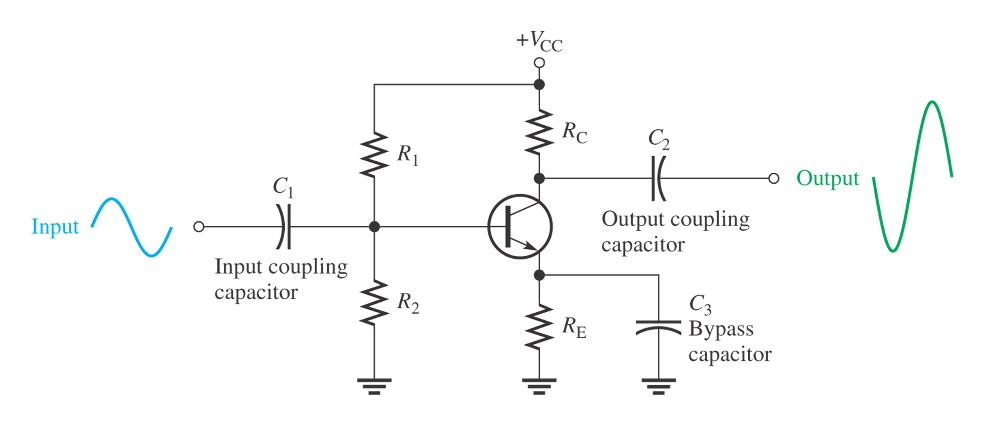 +VCC
RC
C2
R1
Output
C1
Input
Output coupling
capacitor
Input coupling
capacitor
R2
C3
RE
Bypass
capacitor